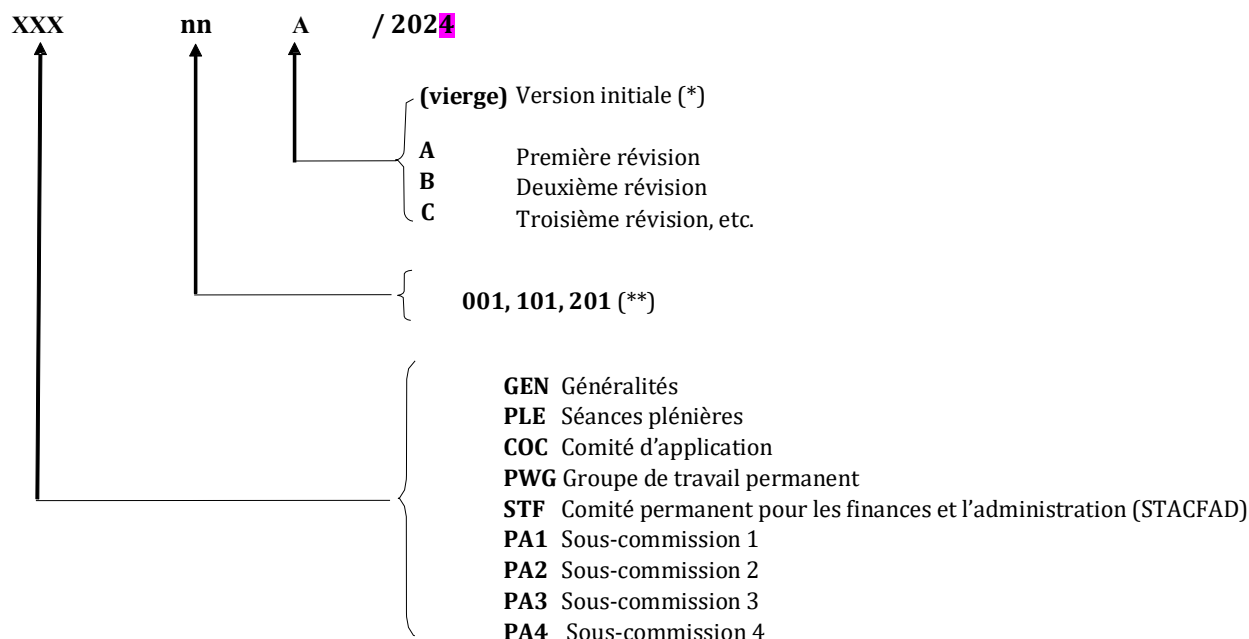 XXX nn A / 2024
(vierge) Version initiale (*)
A Première révision
B Deuxième révision
C Troisième révision, etc.
001, 101, 201 (**)
GEN Généralités
PLE Séances plénières
COC Comité d’application
PWG Groupe de travail permanent
STF Comité permanent pour les finances et l’administration (STACFAD)
PA1 Sous-commission 1
PA2 Sous-commission 2
PA3 Sous-commission 3
PA4 Sous-commission 4